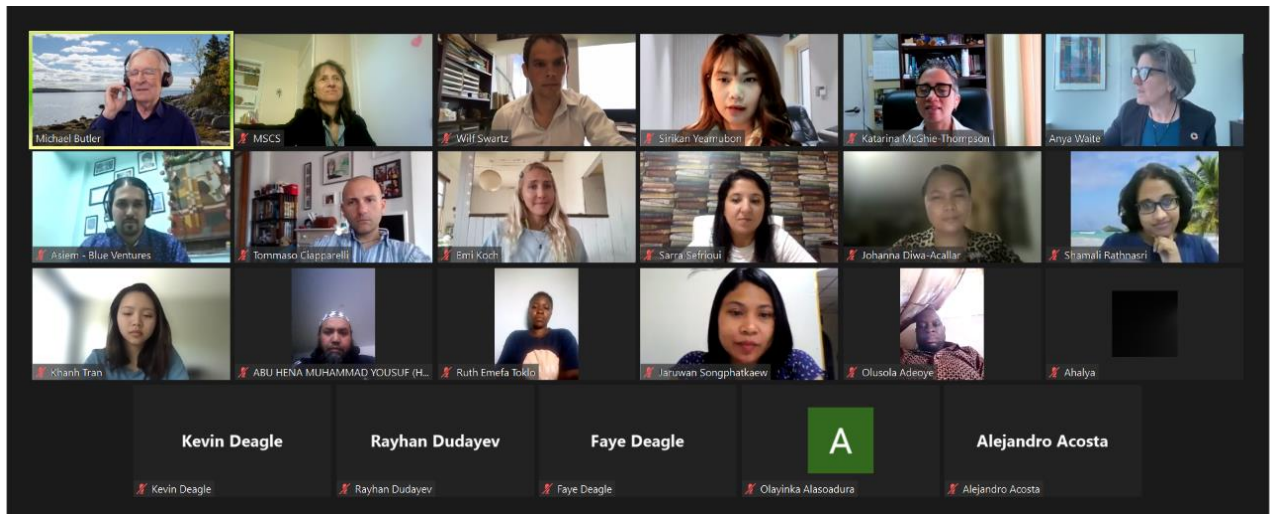 Michael Butler
MSCS
Wilf Swartz
Sirikan Yeamubon
Katarina McGhie-Thompson
Anya Waite
Asiem - Blue Ventures
Tommaso Ciapparelli
Emi Koch
Sarra Sefrioui
Johanna Diwa-Acallar
Shamali Rathnasri
Khanh Tran
ABU HENA MUHAMMAD YOUSUF (H...
Ruth Emefa Toklo
Jaruwan Songphatkaew
Olusola Adeoye
Ahalya
Kevin Deagle
Rayhan Dudayev
Faye Deagle
A
Alejandro Acosta
Kevin Deagle
Rayhan Dudayev
Faye Deagle
Olayinka Alasoadura
Alejandro Acosta